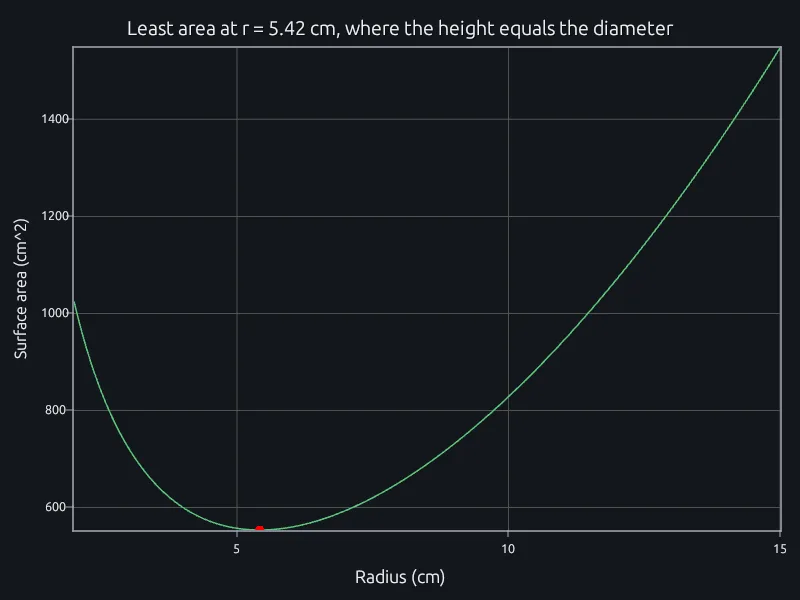 Least area at r = 5.42 cm, where the height equals the diameter
1400
1200
1000
800
600
Surface area (cm^2)
5
10
15
Radius (cm)